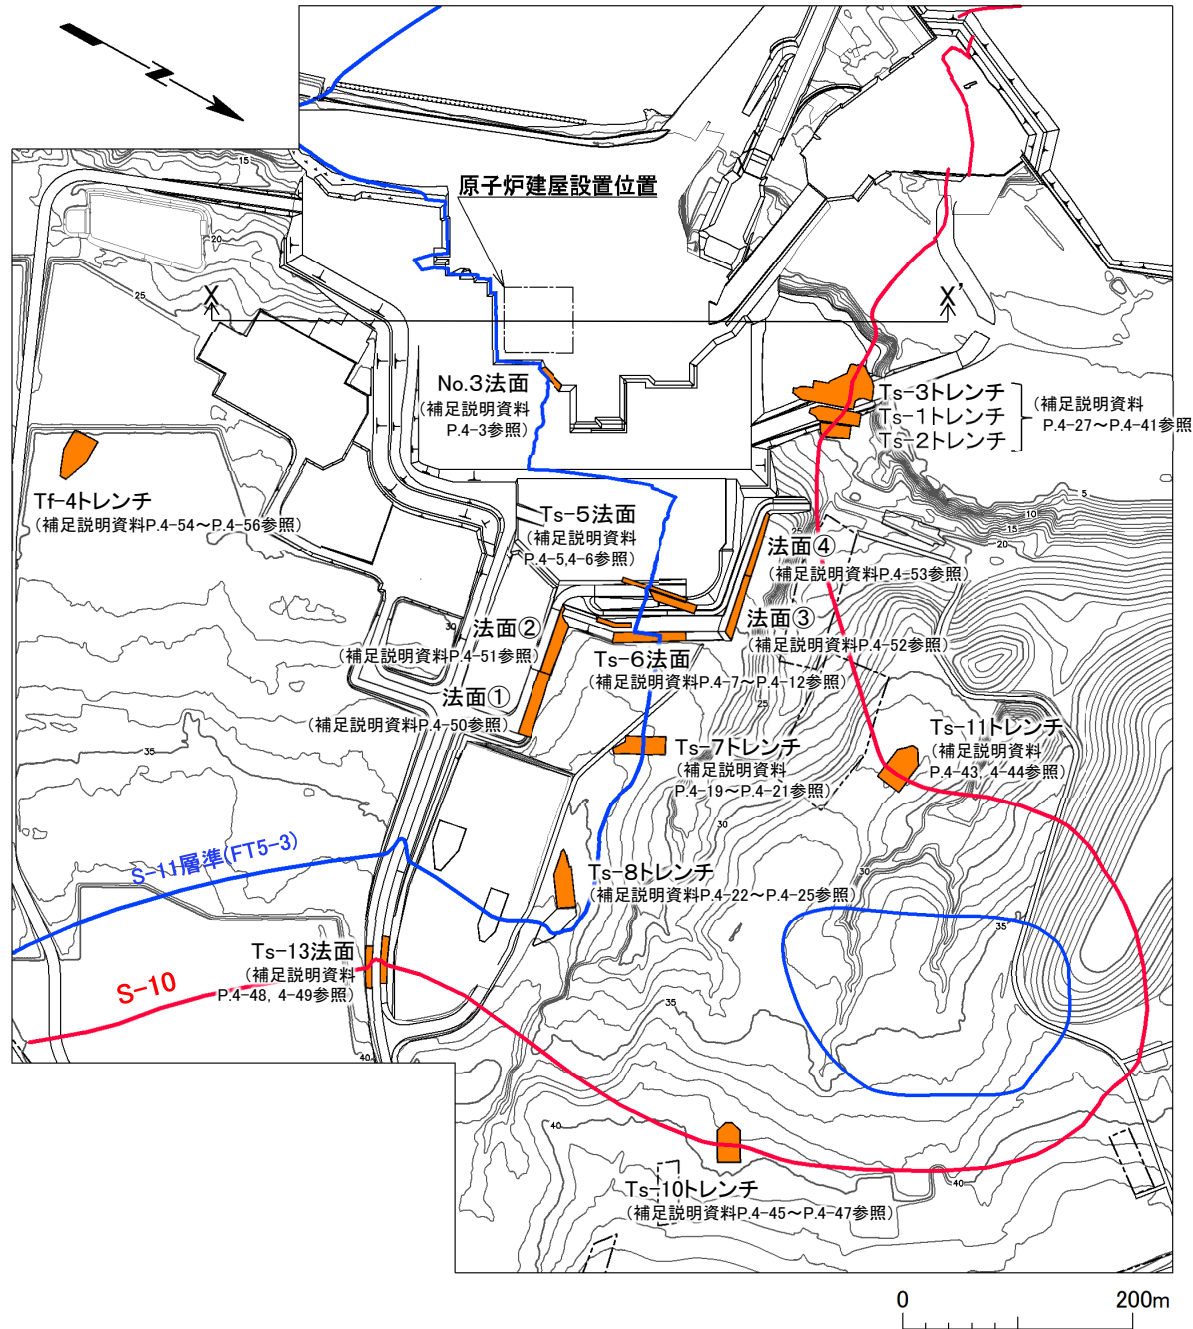 N
15
20
25
原子炉建屋設置位置
X
X'
No.3法面
(補足説明資料
P.4-3参照)
Ts-3トレンチ
Ts-1トレンチ
Ts-2トレンチ
(補足説明資料
P.4-27～P.4-41参照)
Tf-4トレンチ
(補足説明資料P.4-54～P.4-56参照)
5
10
15
20
Ts-5法面
(補足説明資料
P.4-5,4-6参照)
法面④
(補足説明資料P.4-53参照)
法面③
(補足説明資料P.4-52参照)
30
法面②
(補足説明資料P.4-51参照)
法面①
(補足説明資料P.4-50参照)
Ts-6法面
(補足説明資料P.4-7～P.4-12参照)
25
35
Ts-7トレンチ
(補足説明資料
P.4-19～P.4-21参照)
Ts-11トレンチ
(補足説明資料
P.4-43, 4-44参照)
30
30
S-11層準(FT5-3)
Ts-8トレンチ
(補足説明資料P.4-22～P.4-25参照)
35
Ts-13法面
(補足説明資料
P.4-48, 4-49参照)
S-10
35
40
40
40
Ts-10トレンチ
(補足説明資料P.4-45～P.4-47参照)
0
200m